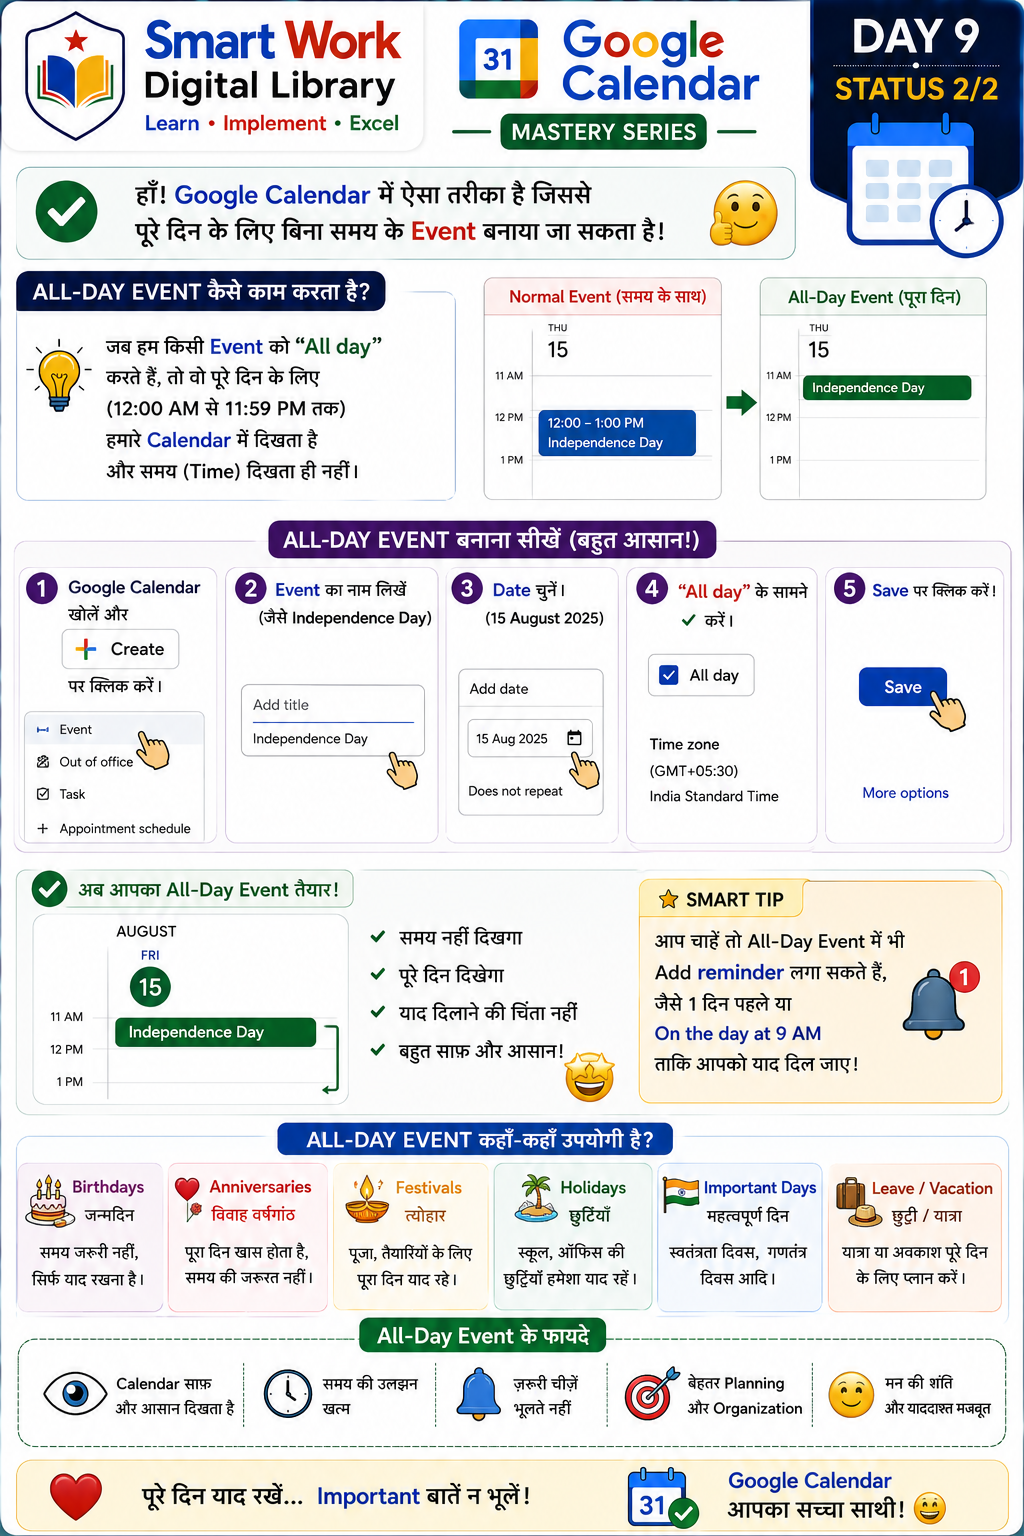 Smart Work
Digital Library
Learn • Implement • Excel
31
Google
Calendar
MASTERY SERIES
DAY 9
STATUS 2/2
हाँ! Google Calendar में ऐसा तरीका है जिससे
पूरे दिन के लिए बिना समय के Event बनाया जा सकता है!
ALL-DAY EVENT कैसे काम करता है?
जब हम किसी Event को “All day”
करते हैं, तो वो पूरे दिन के लिए
(12:00 AM से 11:59 PM तक)
हमारे Calendar में दिखता है
और समय (Time) दिखता ही नहीं।
Normal Event (समय के साथ)
THU
15
11 AM
12 PM
12:00 – 1:00 PM
Independence Day
1 PM
All-Day Event (पूरा दिन)
THU
15
11 AM
Independence Day
12 PM
1 PM
ALL-DAY EVENT बनाना सीखें (बहुत आसान!)
1 Google Calendar
खोलें और
Create
पर क्लिक करें।
Event
Out of office
Task
Appointment schedule
2 Event का नाम लिखें
(जैसे Independence Day)
Add title
Independence Day
3 Date चुनें।
(15 August 2025)
Add date
15 Aug 2025
Does not repeat
4 “All day” के सामने
✓ करें।
All day
Time zone
(GMT+05:30)
India Standard Time
5 Save पर क्लिक करें!
Save
More options
अब आपका All-Day Event तैयार!
AUGUST
FRI
15
11 AM
Independence Day
12 PM
1 PM
✓ समय नहीं दिखगा
✓ पूरे दिन दिखेगा
✓ याद दिलाने की चिंता नहीं
✓ बहुत साफ़ और आसान!
SMART TIP
आप चाहें तो All-Day Event में भी
Add reminder लगा सकते हैं,
जैसे 1 दिन पहले या
On the day at 9 AM
ताकि आपको याद दिल जाए!
1
ALL-DAY EVENT कहाँ-कहाँ उपयोगी है?
Birthdays
जन्मदिन
समय जरूरी नहीं,
सिर्फ याद रखना है।
Anniversaries
विवाह वर्षगांठ
पूरा दिन खास होता है,
समय की जरूरत नहीं।
Festivals
त्योहार
पूजा, तैयारियों के लिए
पूरा दिन याद रहे।
Holidays
छुट्टियाँ
स्कूल, ऑफिस की
छुट्टियाँ हमेशा याद रहें।
Important Days
महत्वपूर्ण दिन
स्वतंत्रता दिवस, गणतंत्र
दिवस आदि।
Leave / Vacation
छुट्टी / यात्रा
यात्रा या अवकाश पूरे दिन
के लिए प्लान करें।
All-Day Event के फायदे
Calendar साफ़
और आसान दिखता है
समय की उलझन
खत्म
ज़रूरी चीज़ें
भूलते नहीं
बेहतर Planning
और Organization
मन की शंति
और याददाश्त मजबूत
पूरे दिन याद रखें... Important बातें न भूलें!
31
Google Calendar
आपका सच्चा साथी!